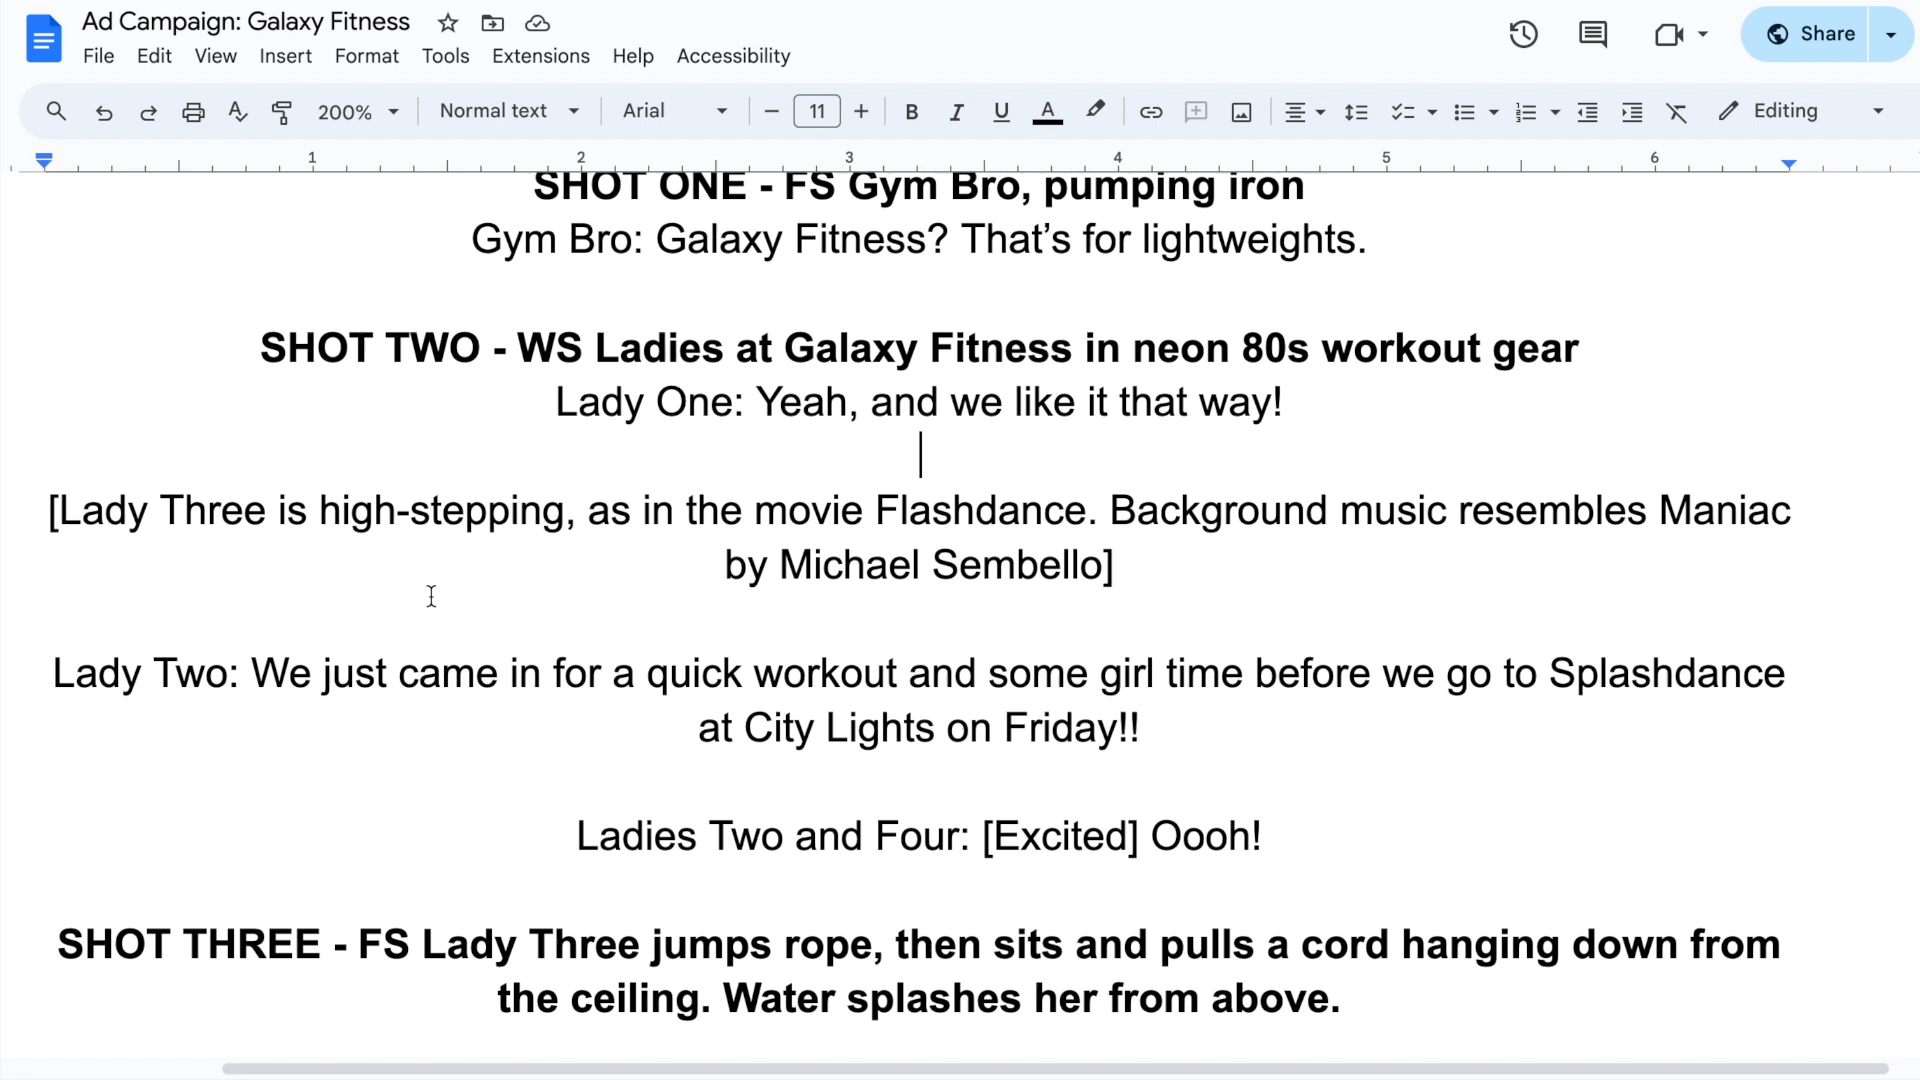 Ad Campaign: Galaxy Fitness
File Edit View Insert Format Tools Extensions Help Accessibility
Share
200% Normal text Arial 11 Editing
1 2 3 4 5 6
SHOT ONE - FS Gym Bro, pumping iron
Gym Bro: Galaxy Fitness? That’s for lightweights.
SHOT TWO - WS Ladies at Galaxy Fitness in neon 80s workout gear
Lady One: Yeah, and we like it that way!
[Lady Three is high-stepping, as in the movie Flashdance. Background music resembles Maniac
by Michael Sembello]
Lady Two: We just came in for a quick workout and some girl time before we go to Splashdance
at City Lights on Friday!!
Ladies Two and Four: [Excited] Oooh!
SHOT THREE - FS Lady Three jumps rope, then sits and pulls a cord hanging down from
the ceiling. Water splashes her from above.